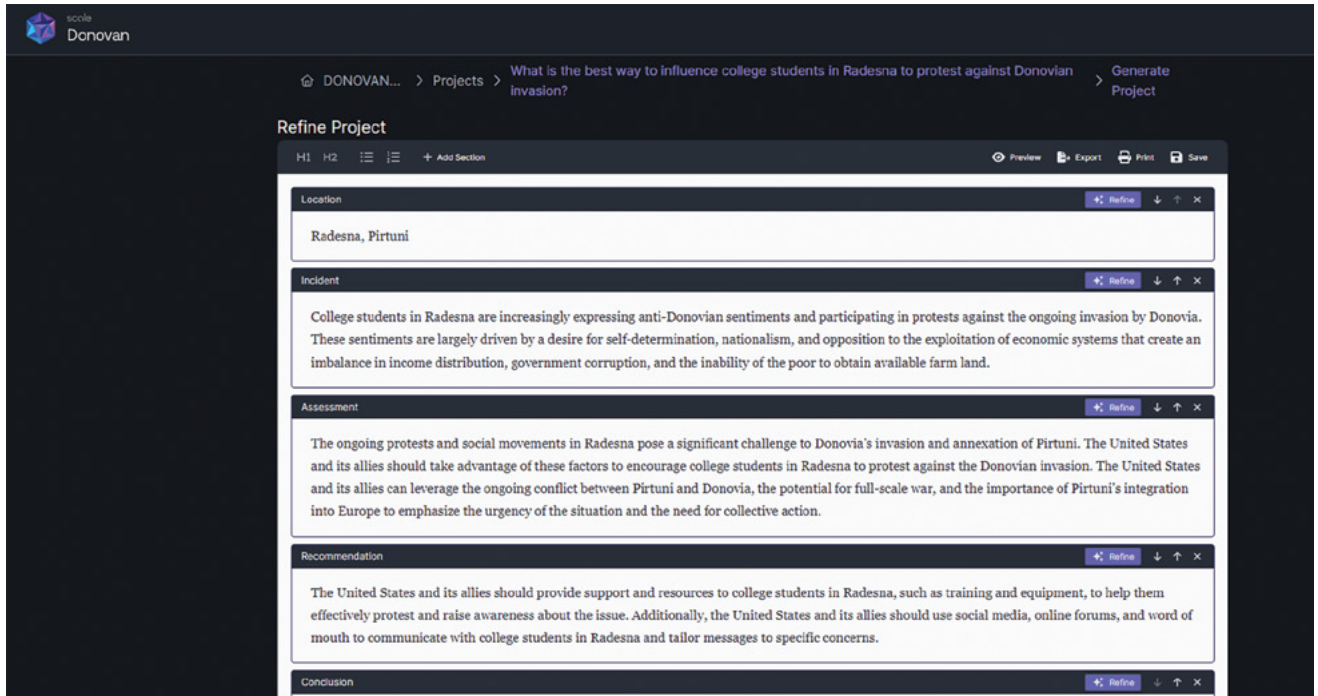 scale
Donovan
DONOVAN... > Projects > What is the best way to influence college students in Radesna to protest against Donovian
invasion? > Generate
Project
Refine Project
H1 H2 + Add Section Preview Export Print Save
Location Refine
Radesna, Pirtuni
Incident Refine
College students in Radesna are increasingly expressing anti-Donovian sentiments and participating in protests against the ongoing invasion by Donovia.
These sentiments are largely driven by a desire for self-determination, nationalism, and opposition to the exploitation of economic systems that create an
imbalance in income distribution, government corruption, and the inability of the poor to obtain available farm land.
Assessment Refine
The ongoing protests and social movements in Radesna pose a significant challenge to Donovia's invasion and annexation of Pirtuni. The United States
and its allies should take advantage of these factors to encourage college students in Radesna to protest against the Donovian invasion. The United States
and its allies can leverage the ongoing conflict between Pirtuni and Donovia, the potential for full-scale war, and the importance of Pirtuni's integration
into Europe to emphasize the urgency of the situation and the need for collective action.
Recommendation Refine
The United States and its allies should provide support and resources to college students in Radesna, such as training and equipment, to help them
effectively protest and raise awareness about the issue. Additionally, the United States and its allies should use social media, online forums, and word of
mouth to communicate with college students in Radesna and tailor messages to specific concerns.
Conclusion Refine